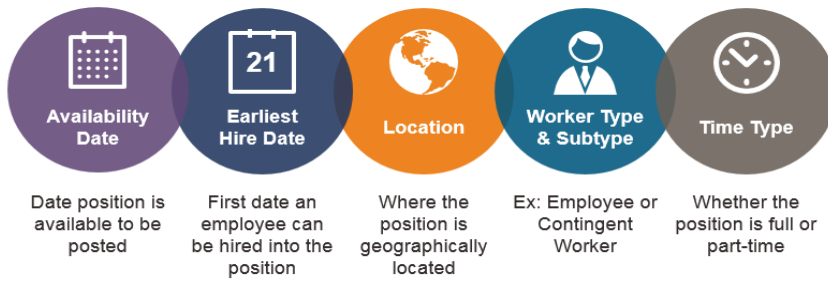 Availability
Date
21
Earliest
Hire Date
Location
Worker Type
& Subtype
Time Type
Date position is
available to be
posted
First date an
employee can
be hired into the
position
Where the
position is
geographically
located
Ex: Employee or
Contingent
Worker
Whether the
position is full or
part-time